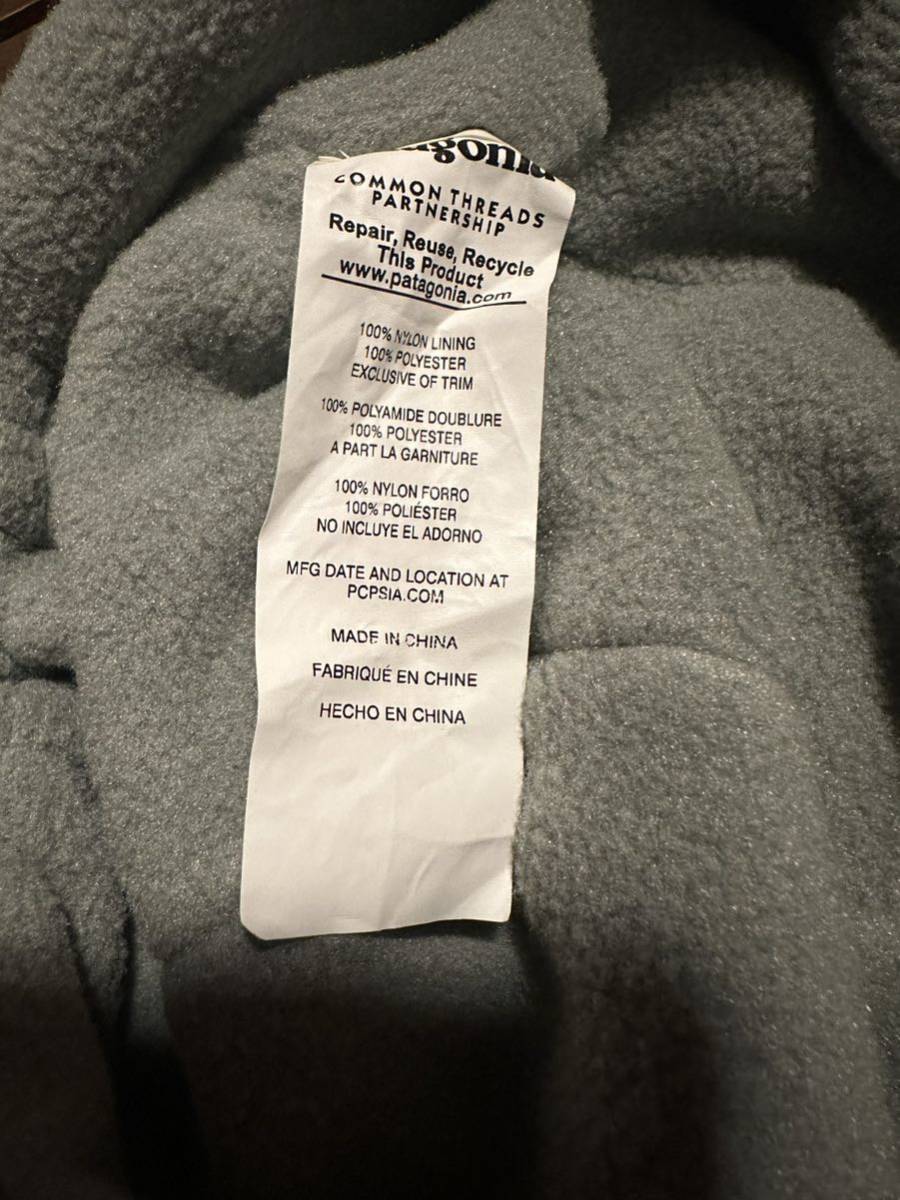 COMMON THREADS
PARTNERSHIP
Repair, Reuse, Recycle
This Product
www.patagonia.com
100% NYLON LINING
100% POLYESTER
EXCLUSIVE OF TRIM
100% POLYAMIDE DOUBLURE
100% POLYESTER
A PART LA GARNITURE
100% NYLON FORRO
100% POLIÉSTER
NO INCLUYE EL ADORNO
MFG DATE AND LOCATION AT
PCPSIA.COM
MADE IN CHINA
FABRIQUÉ EN CHINE
HECHO EN CHINA